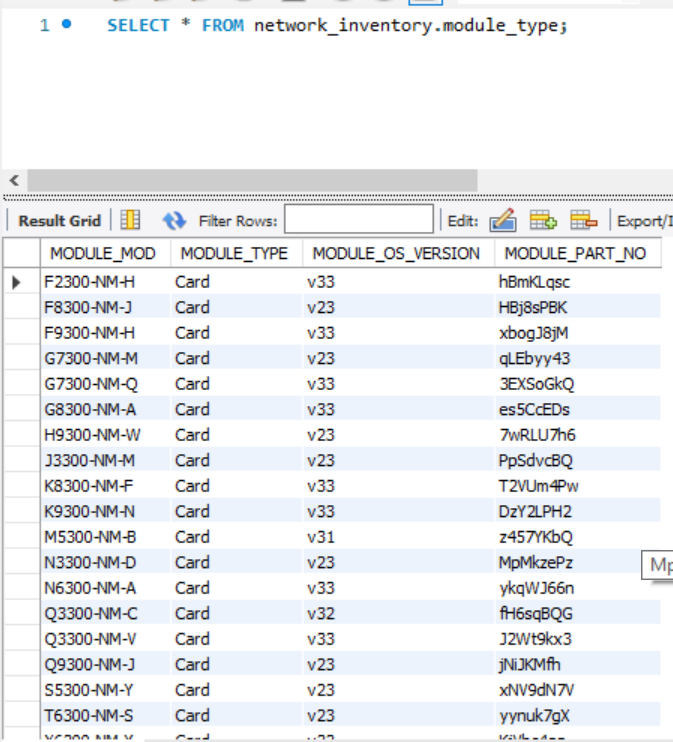 1 SELECT * FROM network_inventory.module_type;
Result Grid Filter Rows: Edit: Export/I
MODULE_MOD MODULE_TYPE MODULE_OS_VERSION MODULE_PART_NO
F2300-NM-H Card v33 hBmKLqsc
F8300-NM-J Card v23 HBj8sPBK
F9300-NM-H Card v33 xbogJ8jM
G7300-NM-M Card v23 qLEbyy43
G7300-NM-Q Card v33 3EXSoGkQ
G8300-NM-A Card v33 es5CcEDs
H9300-NM-W Card v23 7wRLU7h6
J3300-NM-M Card v23 PpSdvcBQ
K8300-NM-F Card v33 T2VUm4Pw
K9300-NM-N Card v33 DzY2LPH2
M5300-NM-B Card v31 z457YKbQ
N3300-NM-D Card v23 MpMkzePz Mp
N6300-NM-A Card v33 ykqWJ66n
Q3300-NM-C Card v32 fH6sqBQG
Q3300-NM-V Card v33 J2Wt9kx3
Q9300-NM-J Card v23 jNiJKMfh
S5300-NM-Y Card v23 xNV9dN7V
T6300-NM-S Card v23 yynuk7gX
Card